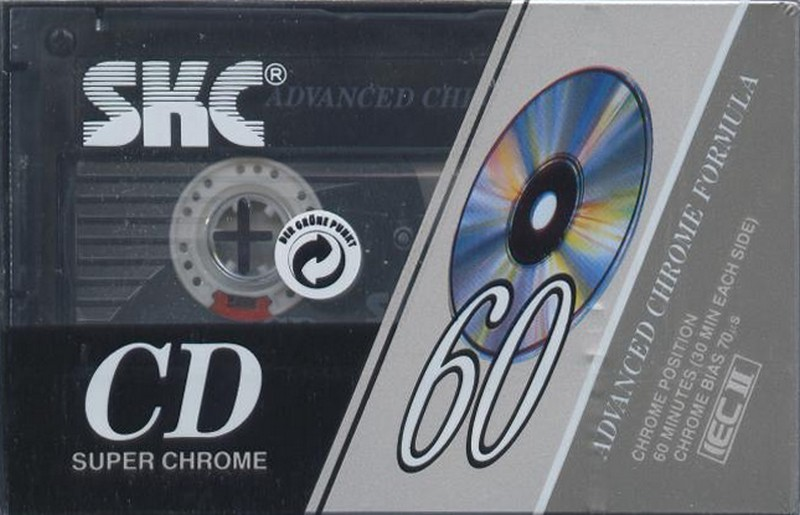 SKC®
ADVANCED CH
DER GRÜNE PUNKT
CD
SUPER CHROME
60
ADVANCED CHROME FORMULA
CHROME POSITION
60 MINUTES (30 MIN EACH SIDE)
CHROME BIAS 70µs
IEC II